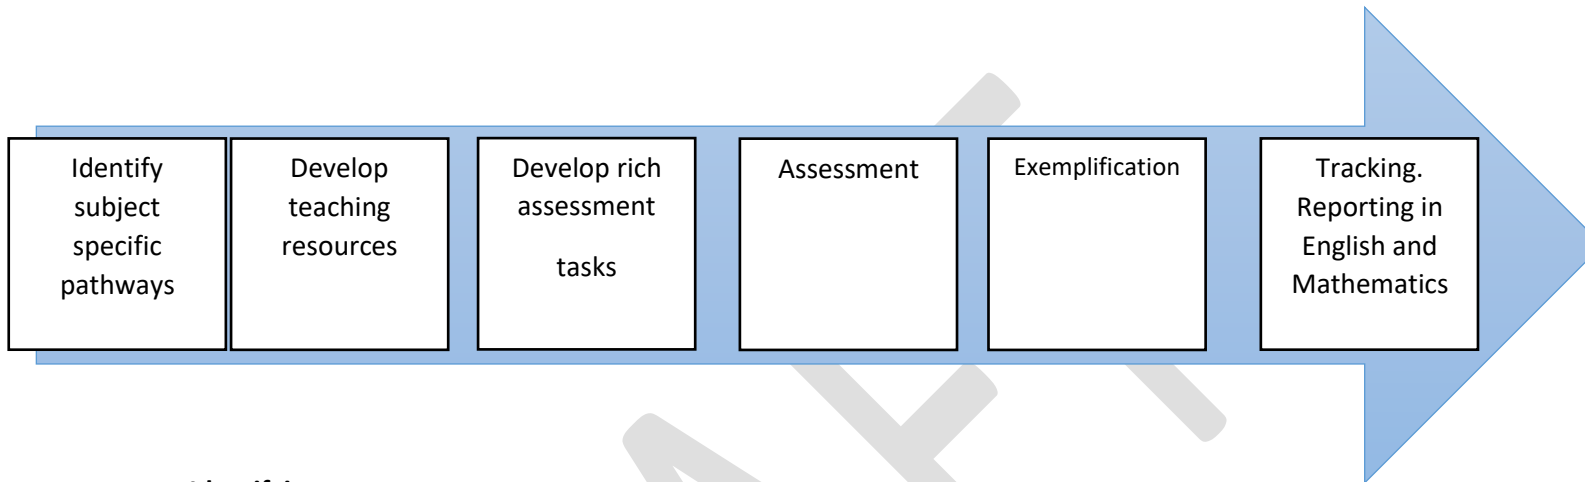 Identify
subject
specific
pathways
Develop
teaching
resources
Develop rich
assessment
tasks
Assessment
Exemplification
Tracking.
Reporting in
English and
Mathematics